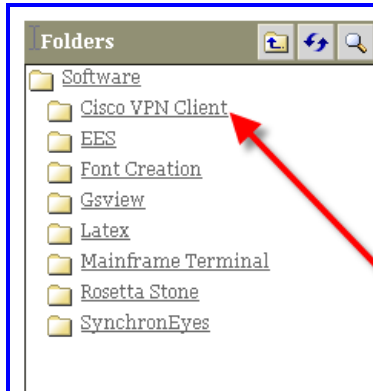 Folders
Software
Cisco VPN Client
EES
Font Creation
Gsview
Latex
Mainframe Terminal
Rosetta Stone
SynchronEyes